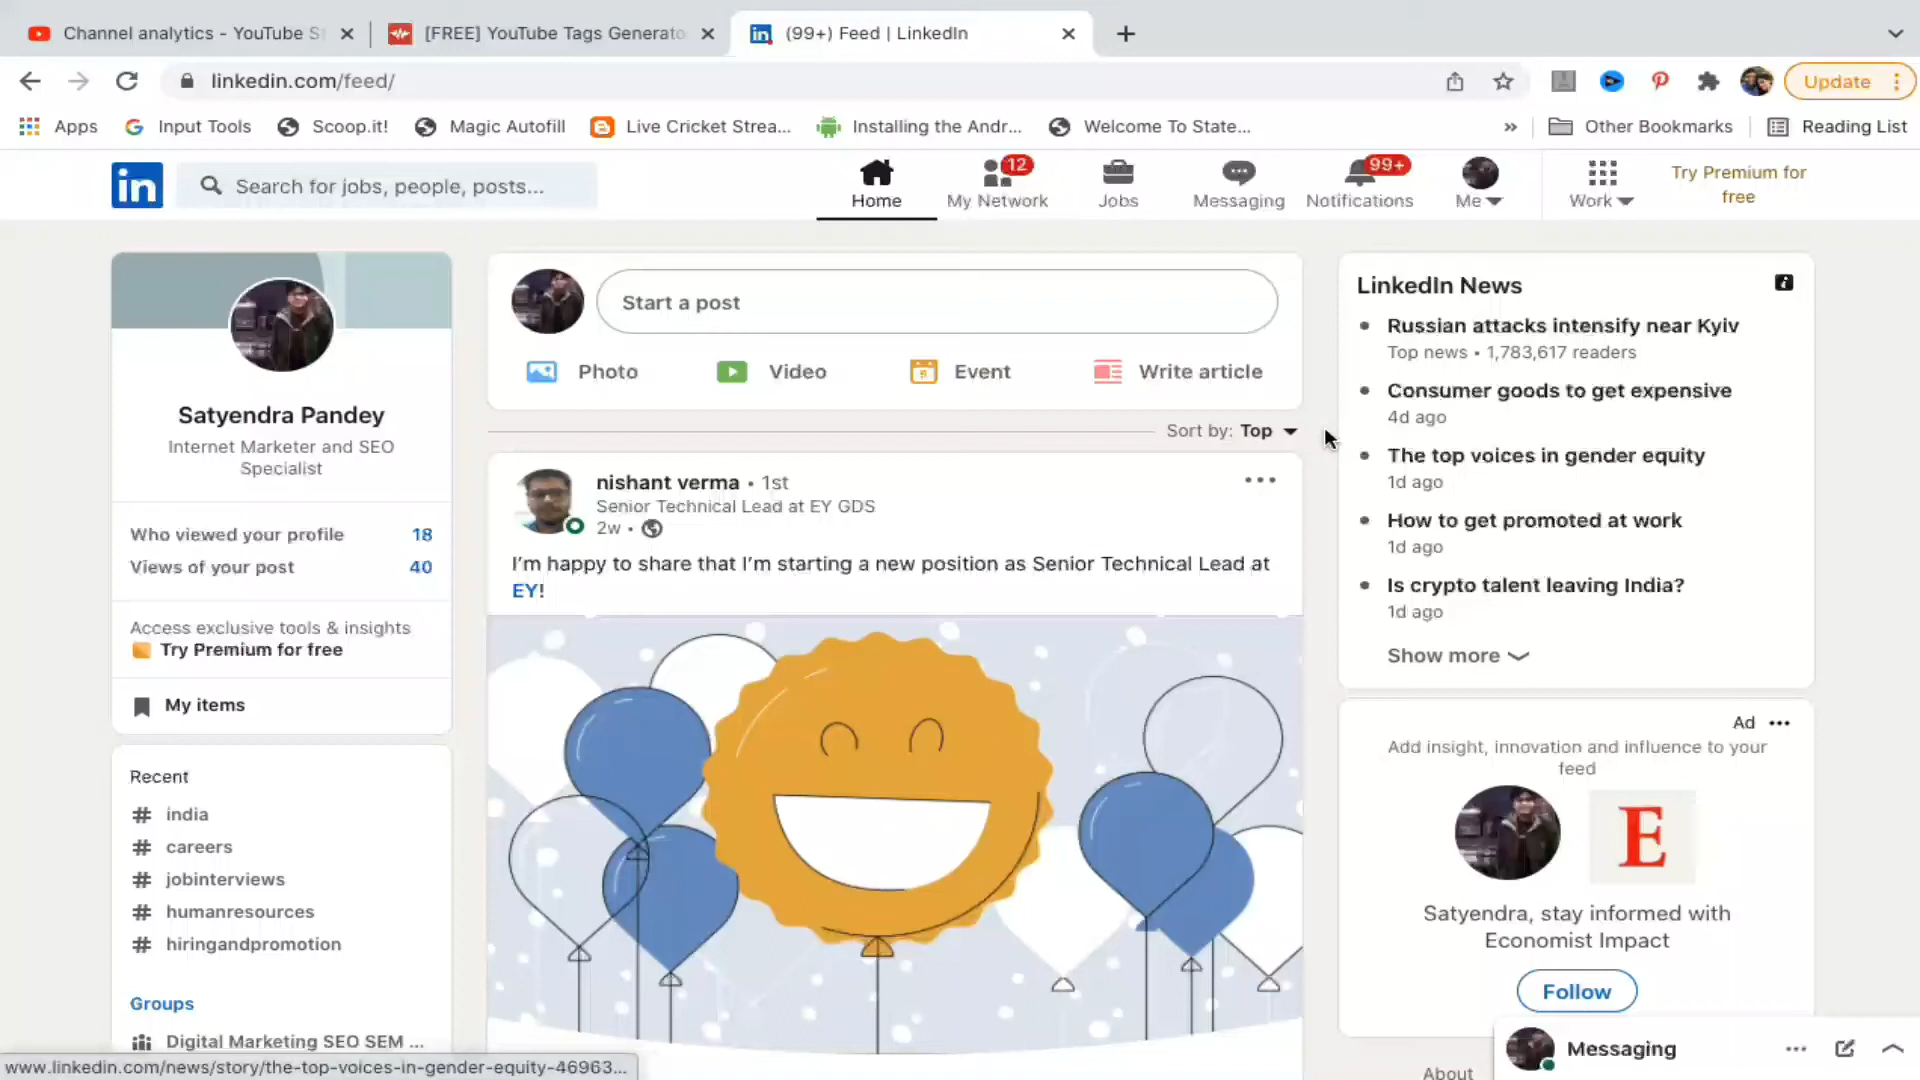 Channel analytics - YouTube S
[FREE] YouTube Tags Generato
(99+) Feed | LinkedIn
linkedin.com/feed/
Update
Apps
Input Tools
Scoop.it!
Magic Autofill
Live Cricket Strea...
Installing the Andr...
Welcome To State...
»
Other Bookmarks
Reading List
in
Search for jobs, people, posts...
Home
12
My Network
Jobs
Messaging
99+
Notifications
Me
Work
Try Premium for
free
Satyendra Pandey
Internet Marketer and SEO
Specialist
Who viewed your profile 18
Views of your post 40
Access exclusive tools & insights
Try Premium for free
My items
Recent
# india
# careers
# jobinterviews
# humanresources
# hiringandpromotion
Groups
Digital Marketing SEO SEM ...
www.linkedin.com/news/story/the-top-voices-in-gender-equity-46963...
Start a post
Photo
Video
Event
Write article
Sort by: Top
nishant verma • 1st
Senior Technical Lead at EY GDS
2w •
I'm happy to share that I'm starting a new position as Senior Technical Lead at
EY!
LinkedIn News
Russian attacks intensify near Kyiv
Top news • 1,783,617 readers
Consumer goods to get expensive
4d ago
The top voices in gender equity
1d ago
How to get promoted at work
1d ago
Is crypto talent leaving India?
1d ago
Show more
Ad
Add insight, innovation and influence to your
feed
E
Satyendra, stay informed with
Economist Impact
Follow
Messaging
About